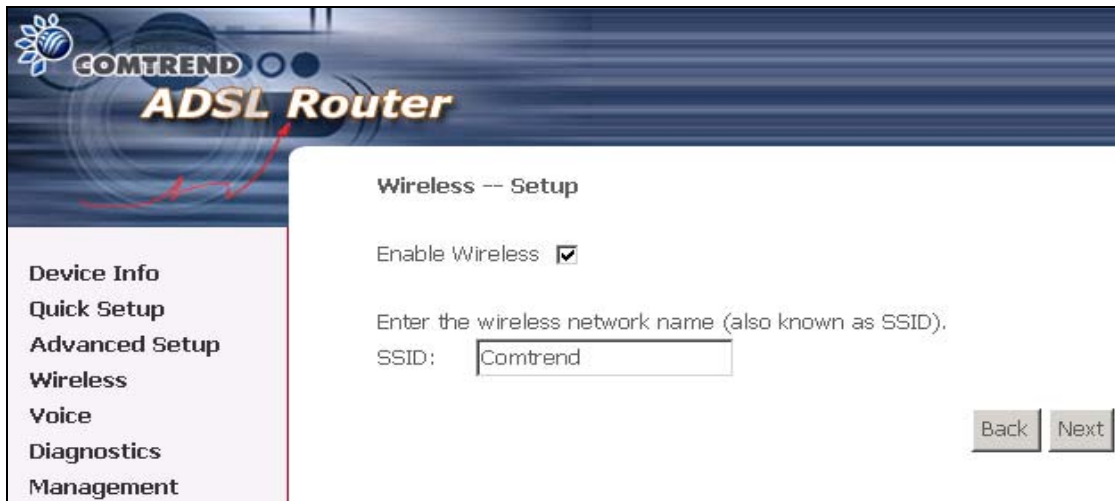 COMTREND
ADSL Router
Wireless -- Setup
Enable Wireless
Enter the wireless network name (also known as SSID).
SSID: Comtrend
Back Next
Device Info
Quick Setup
Advanced Setup
Wireless
Voice
Diagnostics
Management